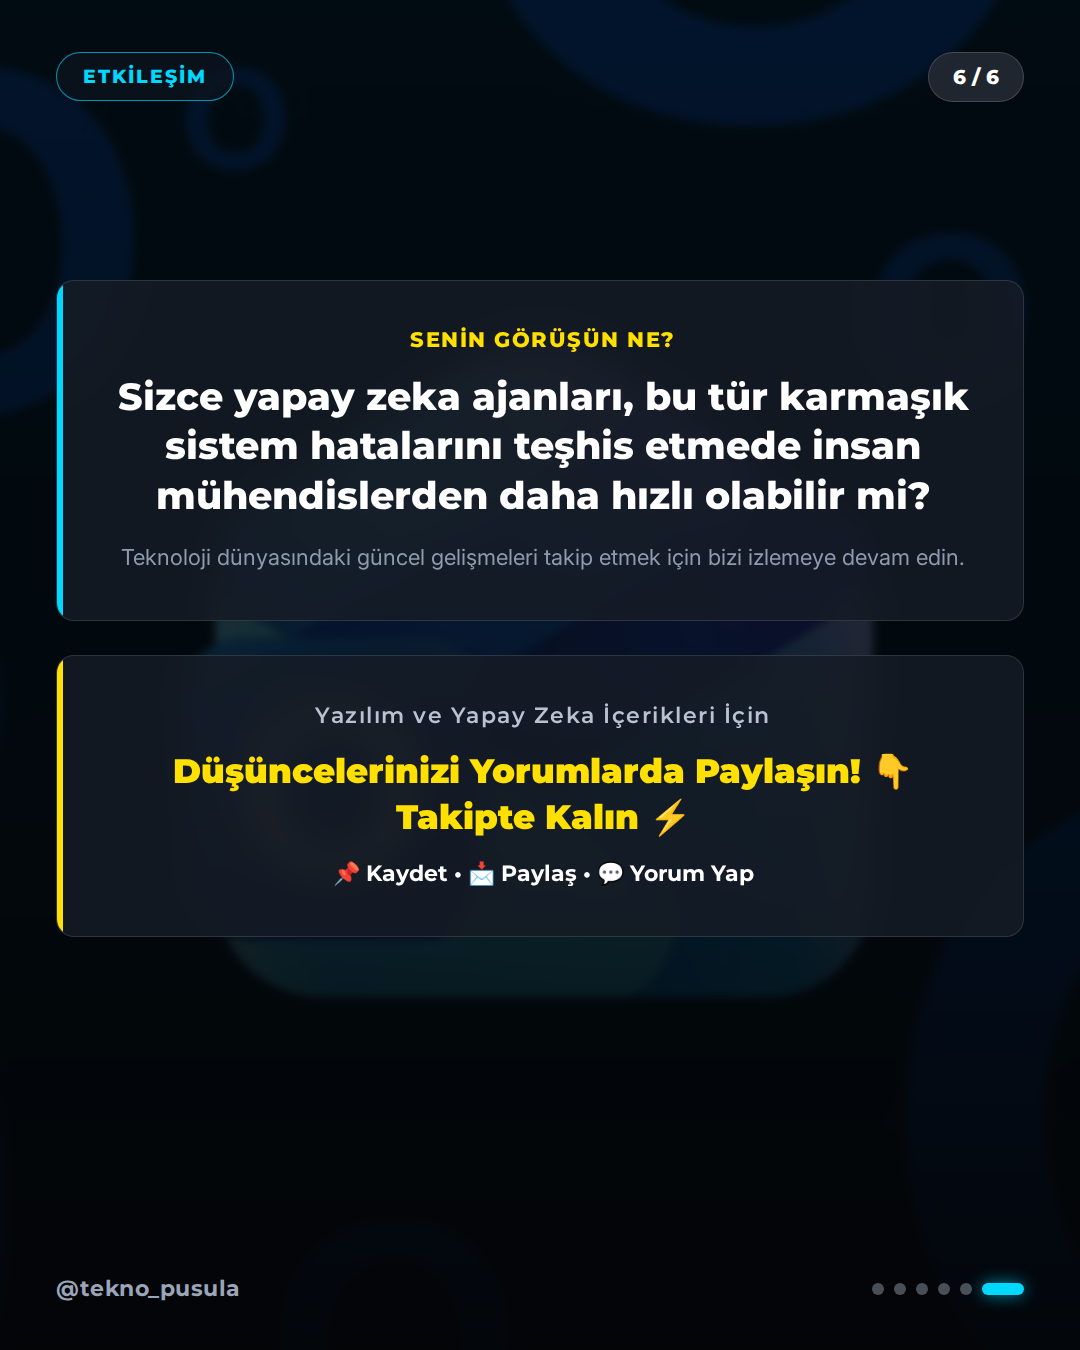 ETKİLEŞİM
6 / 6
SENİN GÖRÜŞÜN NE?
Sizce yapay zeka ajanları, bu tür karmaşık
sistem hatalarını teşhis etmede insan
mühendislerden daha hızlı olabilir mi?
Teknoloji dünyasındaki güncel gelişmeleri takip etmek için bizi izlemeye devam edin.
Yazılım ve Yapay Zeka İçerikleri İçin
Düşüncelerinizi Yorumlarda Paylaşın! 👇
Takipte Kalın ⚡
📌 Kaydet • 📩 Paylaş • 💬 Yorum Yap
@tekno_pusula